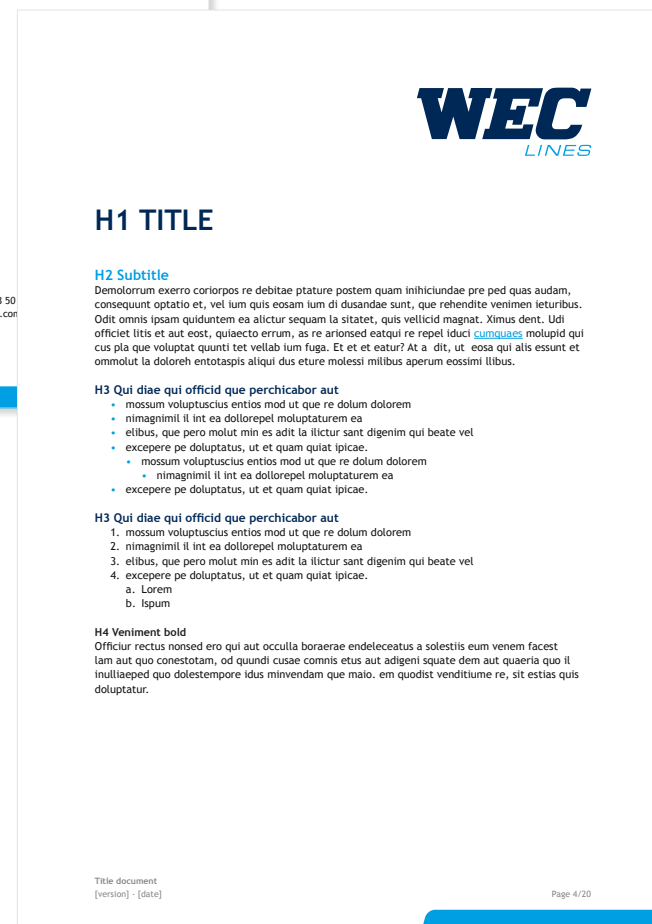 WEC
LINES
H1 TITLE
H2 Subtitle
Demolorrum exerro coriorpos re debitae ptature postem quam inihiciundae pre ped quas audam,
consequunt optatio et, vel ium quis eosam ium di dusandae sunt, que rehendite venimen ieturibus.
Odit omnis ipsam quiduntem ea alictur sequam la sitatet, quis vellicid magnat. Ximus dent. Udi
officiet litis et aut eost, quiaecto errum, as re arionsed eatqui re repel iduci cumquaes molupid qui
cus pla que voluptat quunti tet vellab ium fuga. Et et et eatur? At a  dit, ut  eosa qui alis essunt et
ommolut la doloreh entotaspis aliqui dus eture molessi milibus aperum eossimi llibus.
H3 Qui diae qui officid que perchicabor aut
• mossum voluptuscius entios mod ut que re dolum dolorem
• nimagnimil il int ea dollorepel moluptaturem ea
• elibus, que pero molut min es adit la ilictur sant digenim qui beate vel
• excepere pe doluptatus, ut et quam quiat ipicae.
• mossum voluptuscius entios mod ut que re dolum dolorem
• nimagnimil il int ea dollorepel moluptaturem ea
• excepere pe doluptatus, ut et quam quiat ipicae.
H3 Qui diae qui officid que perchicabor aut
1. mossum voluptuscius entios mod ut que re dolum dolorem
2. nimagnimil il int ea dollorepel moluptaturem ea
3. elibus, que pero molut min es adit la ilictur sant digenim qui beate vel
4. excepere pe doluptatus, ut et quam quiat ipicae.
a. Lorem
b. Ispum
H4 Veniment bold
Officiur rectus nonsed ero qui aut occulla boraerae endeleceatus a solestiis eum venem facest
lam aut quo conestotam, od quundi cusae comnis etus aut adigeni squate dem aut quaeria quo il
inulliaeped quo dolestempore idus minvendam que maio. em quodist venditiume re, sit estias quis
doluptatur.
Title document
[version] - [date]
Page 4/20
50
.com